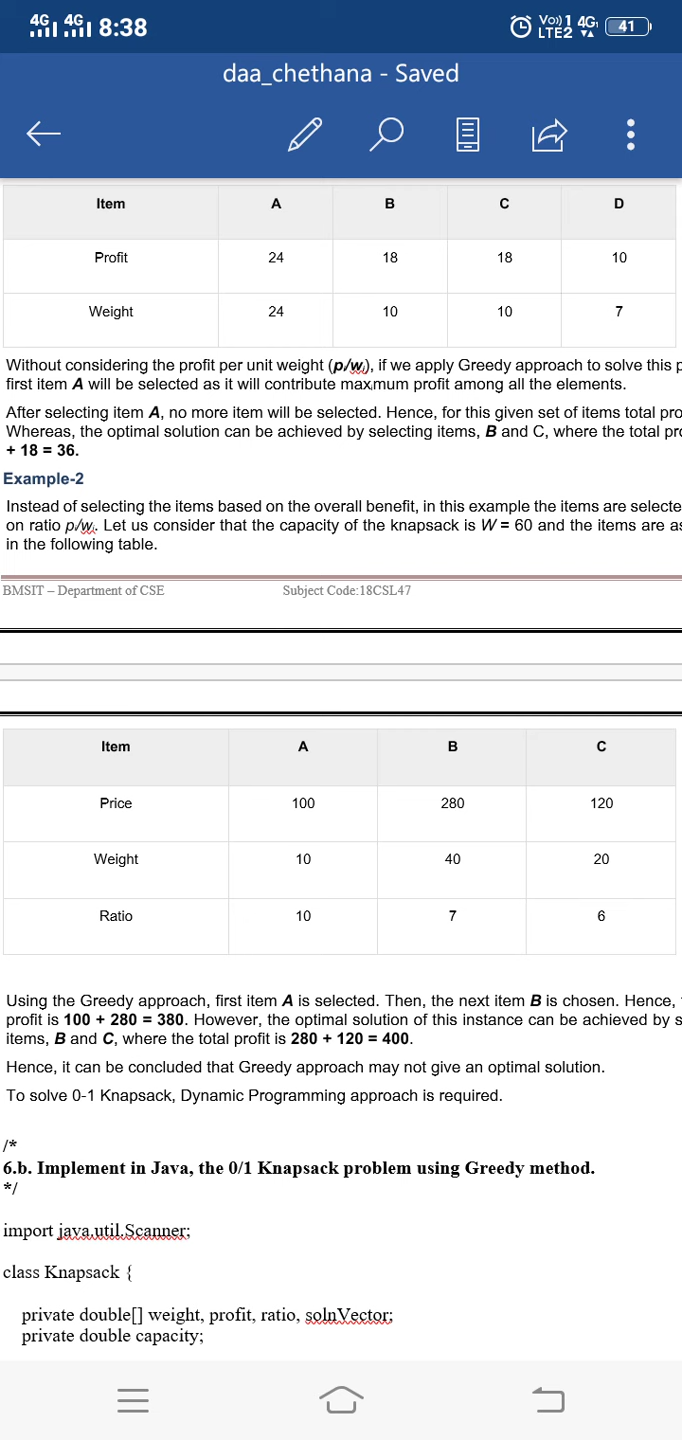 4G 4G 8:38 Vo)) 1 4G LTE2 41
daa_chethana - Saved
Item A B C D
Profit 24 18 18 10
Weight 24 10 10 7
Without considering the profit per unit weight (p/wi), if we apply Greedy approach to solve this
first item A will be selected as it will contribute maximum profit among all the elements.
After selecting item A, no more item will be selected. Hence, for this given set of items total
Whereas, the optimal solution can be achieved by selecting items, B and C, where the total
+ 18 = 36.
Example-2
Instead of selecting the items based on the overall benefit, in this example the items are
on ratio p/wi. Let us consider that the capacity of the knapsack is W = 60 and the items are
in the following table.
BMSIT – Department of CSE Subject Code:18CSL47
Item A B C
Price 100 280 120
Weight 10 40 20
Ratio 10 7 6
Using the Greedy approach, first item A is selected. Then, the next item B is chosen. Hence,
profit is 100 + 280 = 380. However, the optimal solution of this instance can be achieved by
items, B and C, where the total profit is 280 + 120 = 400.
Hence, it can be concluded that Greedy approach may not give an optimal solution.
To solve 0-1 Knapsack, Dynamic Programming approach is required.
/*
6.b. Implement in Java, the 0/1 Knapsack problem using Greedy method.
*/
import java.util.Scanner;
class Knapsack {
private double[] weight, profit, ratio, solnVector;
private double capacity;